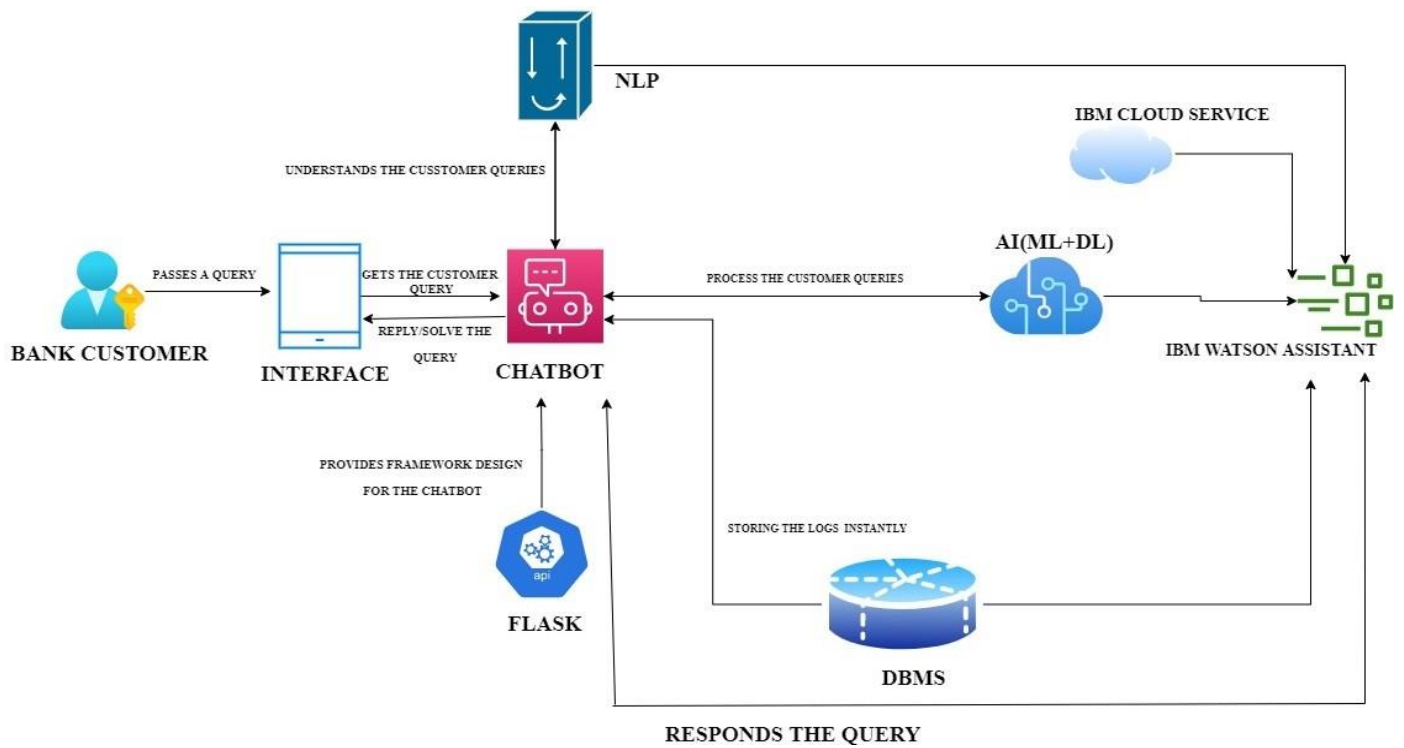 NLP
IBM CLOUD SERVICE
UNDERSTANDS THE CUSSTOMER QUERIES
AI(ML+DL)
PASSES A QUERY
GETS THE CUSTOMER
QUERY
PROCESS THE CUSTOMER QUERIES
REPLY/SOLVE THE
QUERY
BANK CUSTOMER
INTERFACE
CHATBOT
IBM WATSON ASSISTANT
PROVIDES FRAMEWORK DESIGN
FOR THE CHATBOT
STORING THE LOGS INSTANTLY
api
FLASK
DBMS
RESPONDS THE QUERY